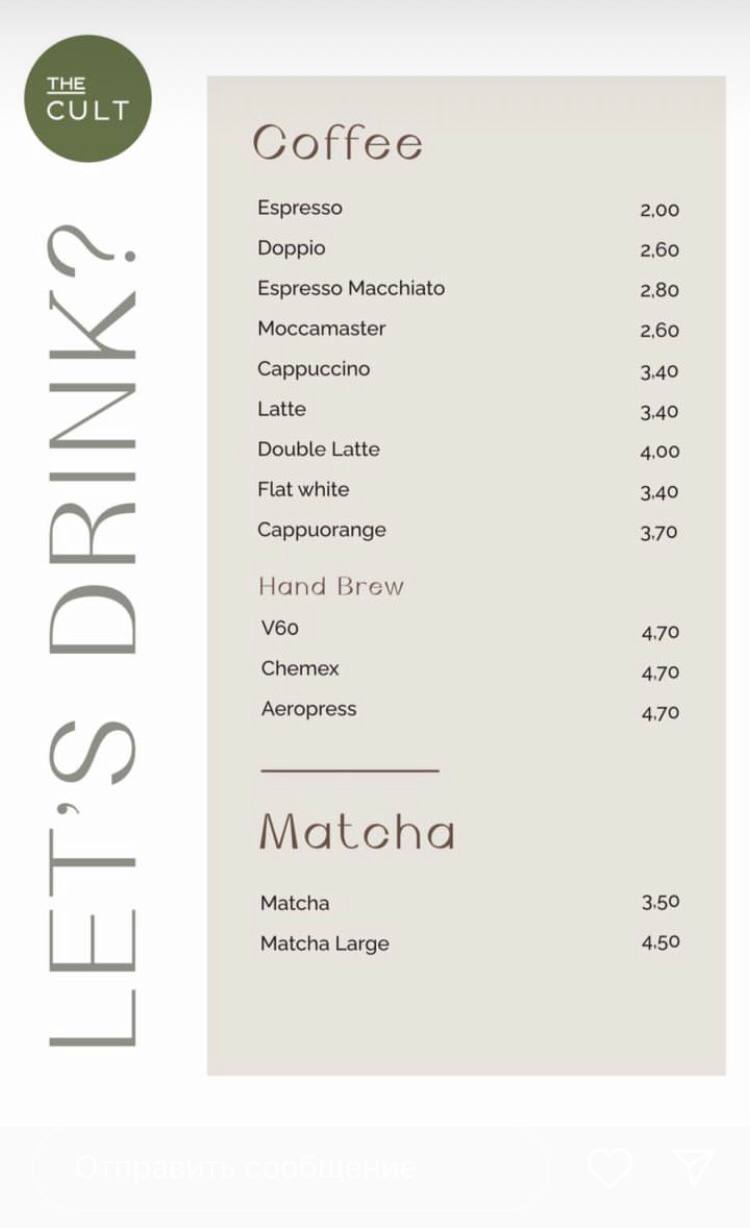 THE
CULT
LET'S DRINK?
Coffee
Espresso 2,00
Doppio 2,60
Espresso Macchiato 2,80
Moccamaster 2,60
Cappuccino 3,40
Latte 3,40
Double Latte 4,00
Flat white 3,40
Cappuorange 3,70
Hand Brew
V60 4,70
Chemex 4,70
Aeropress 4,70
Matcha
Matcha 3,50
Matcha Large 4,50
Отправить сообщение